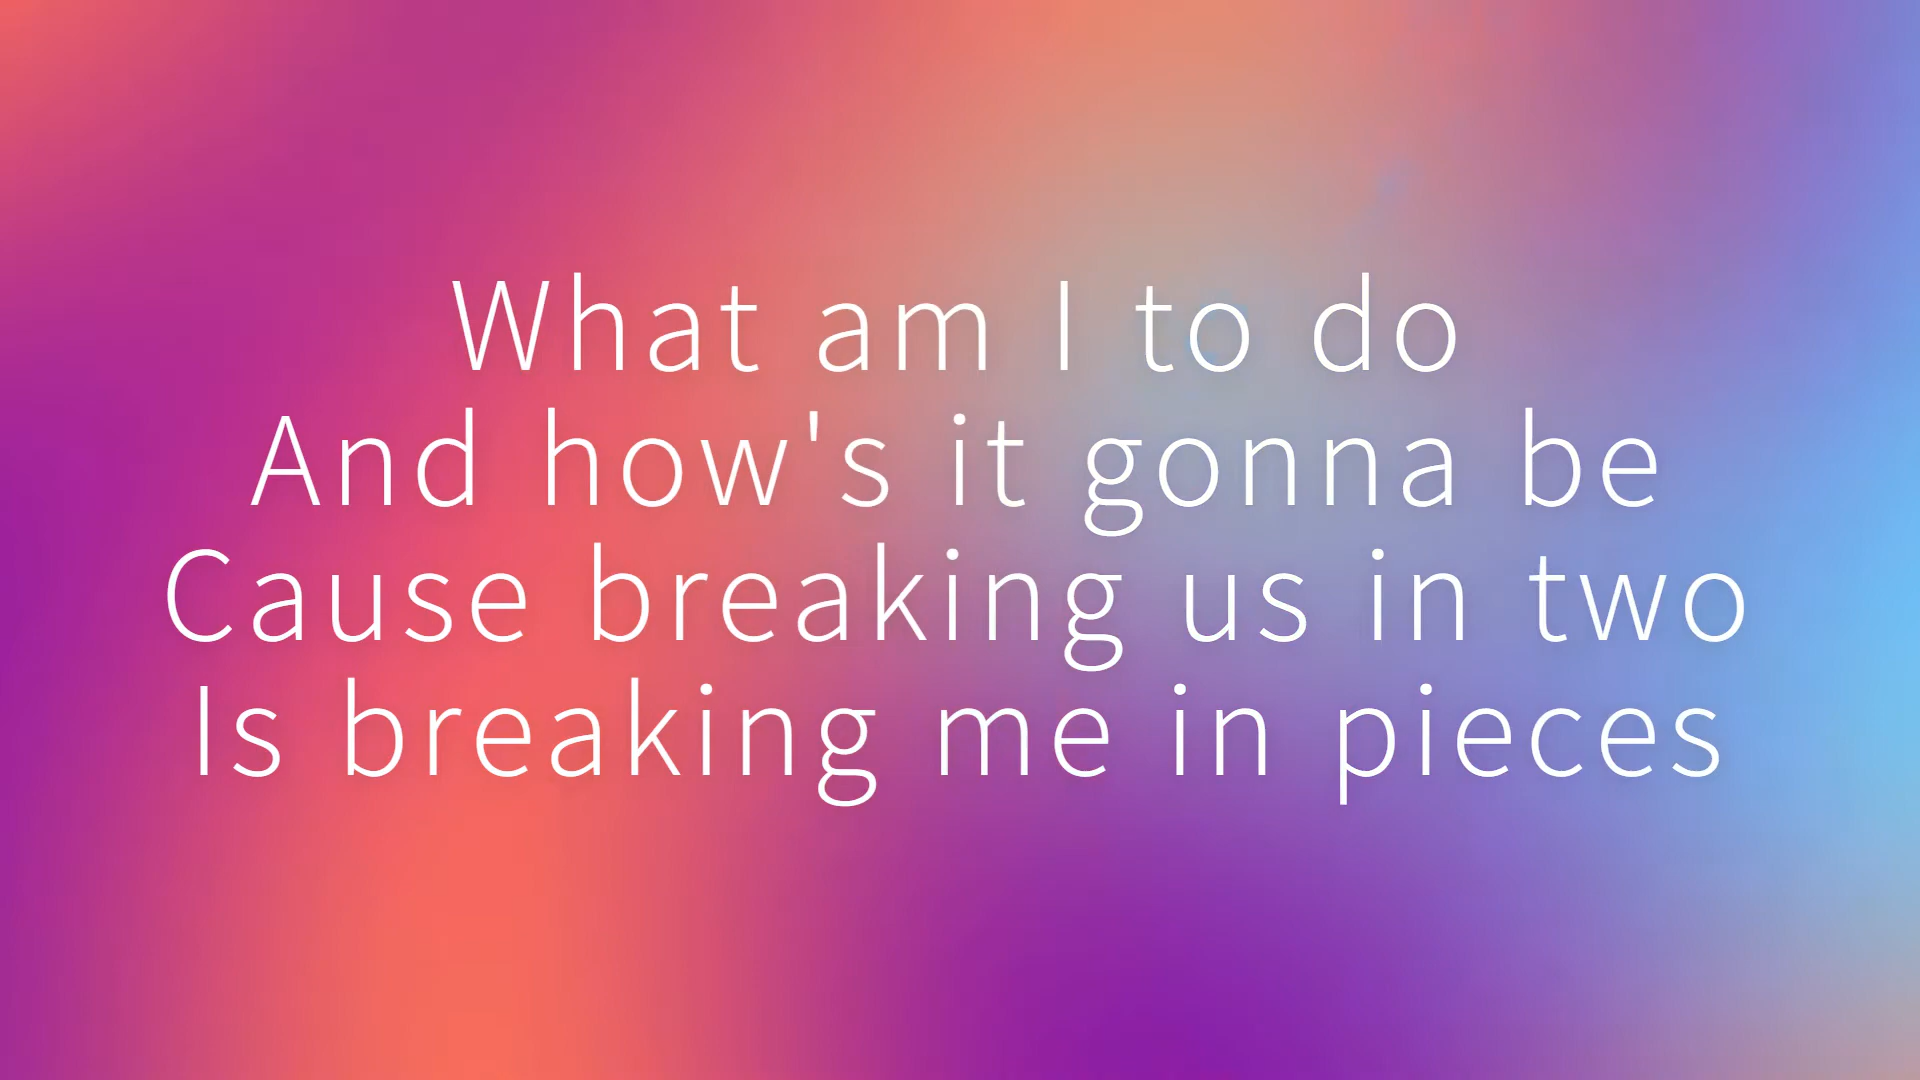 What am I to do
And how's it gonna be
Cause breaking us in two
Is breaking me in pieces